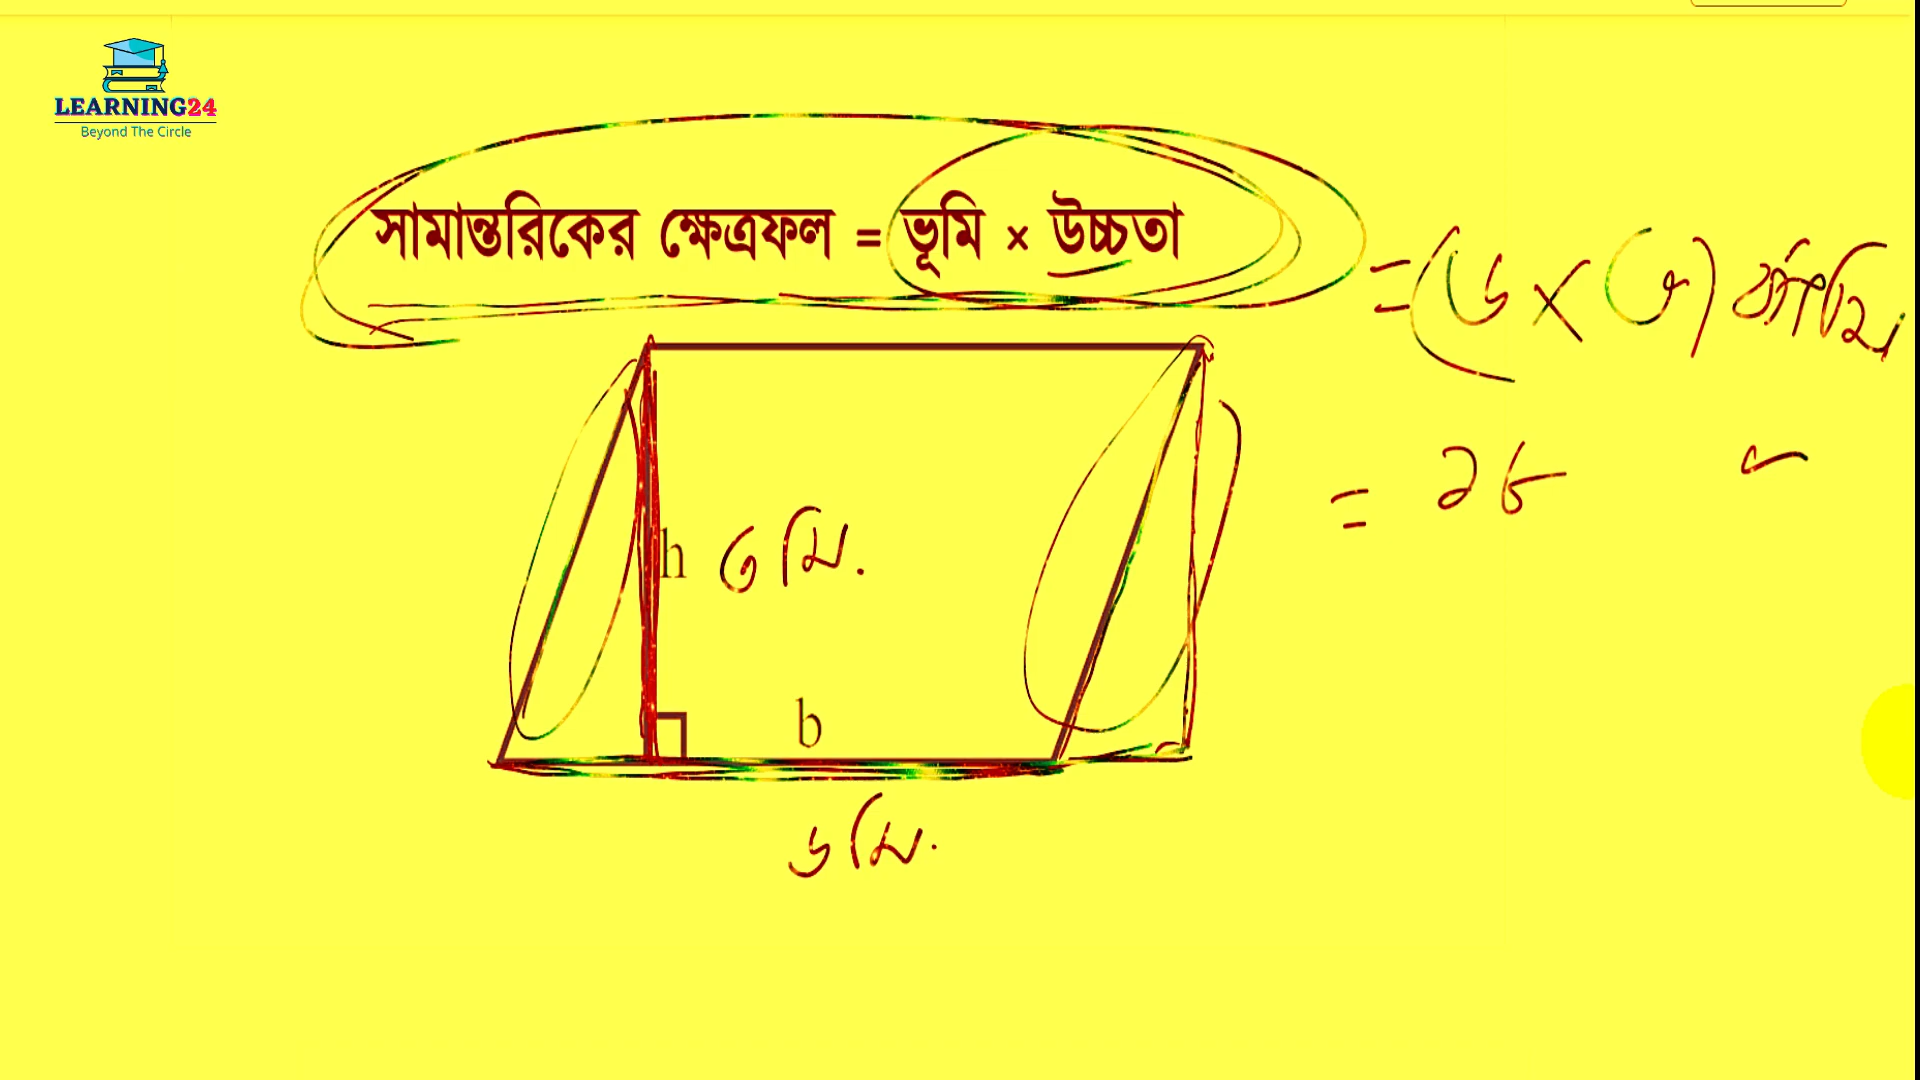 LEARNING24
Beyond The Circle
সামান্তরিকের ক্ষেত্রফল = ভূমি × উচ্চতা
= (৬ × ৩) বর্গমি
= ১৮ "
h ৩ মি.
b
৬ মি.